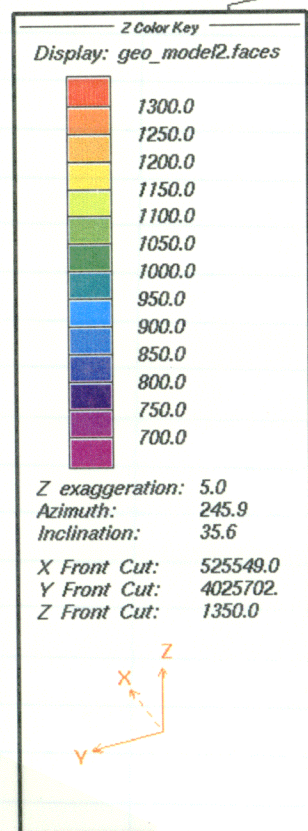 Z Color Key
Display: geo_model2.faces
1300.0
1250.0
1200.0
1150.0
1100.0
1050.0
1000.0
950.0
900.0
850.0
800.0
750.0
700.0
Z exaggeration: 5.0
Azimuth: 245.9
Inclination: 35.6
X Front Cut: 525549.0
Y Front Cut: 4025702.
Z Front Cut: 1350.0
Z
X
Y